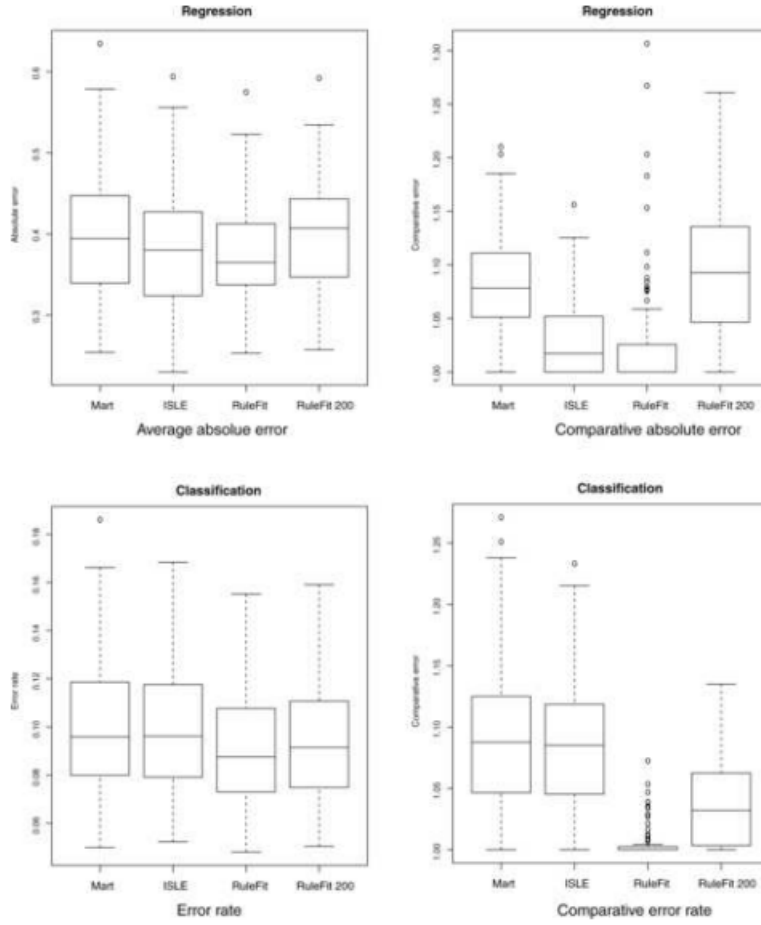 Regression
0.6
0.5
0.4
0.3
Absolute error
Mart ISLE RuleFit RuleFit 200
Average absolue error
Regression
1.30
1.25
1.20
1.15
1.10
1.05
1.00
Comparative error
Mart ISLE RuleFit RuleFit 200
Comparative absolute error
Classification
0.18
0.16
0.14
0.12
0.10
0.08
0.06
Error rate
Mart ISLE RuleFit RuleFit 200
Error rate
Classification
1.25
1.20
1.15
1.10
1.05
1.00
Comparative error
Mart ISLE RuleFit RuleFit 200
Comparative error rate